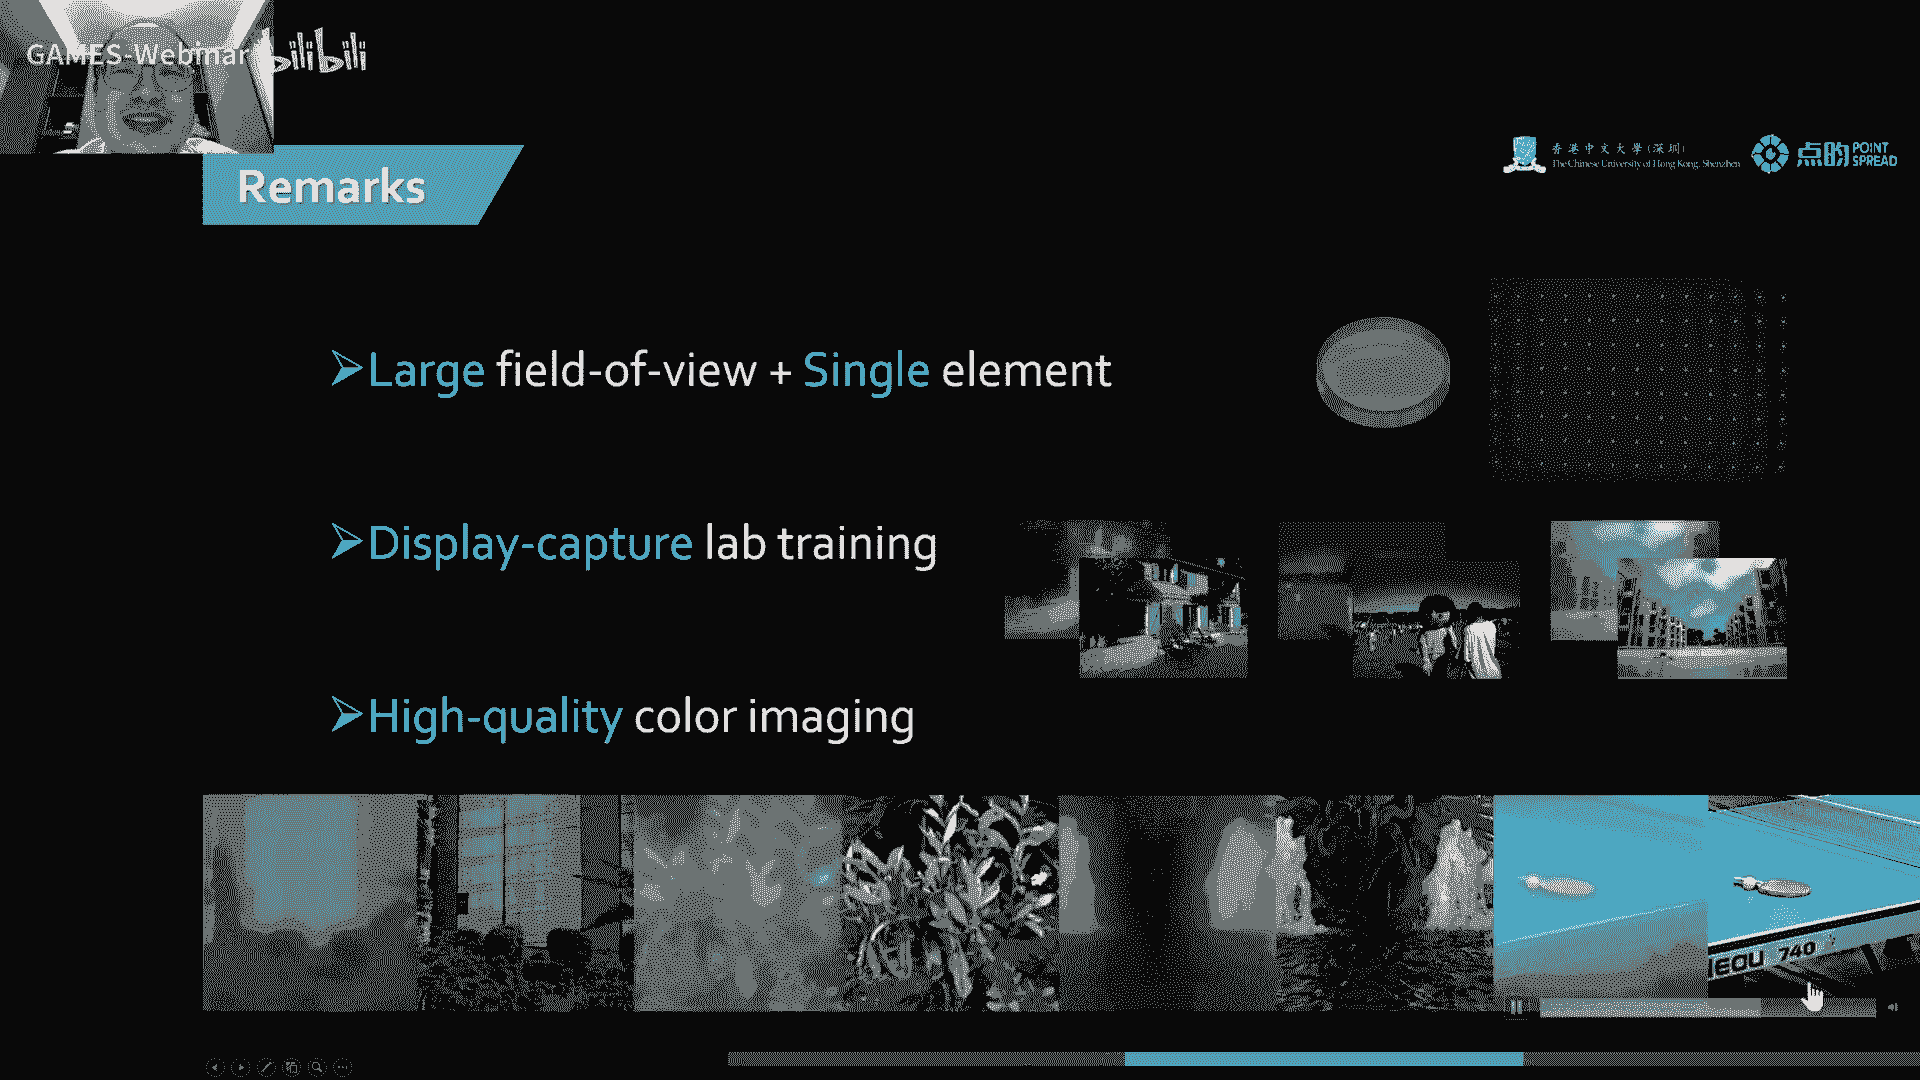 GAMES-Webinar bilibili
香港中文大學(深圳)
The Chinese University of Hong Kong, Shenzhen
点昀 POINT
SPREAD
Remarks
Large field-of-view + Single element
Display-capture lab training
High-quality color imaging
740